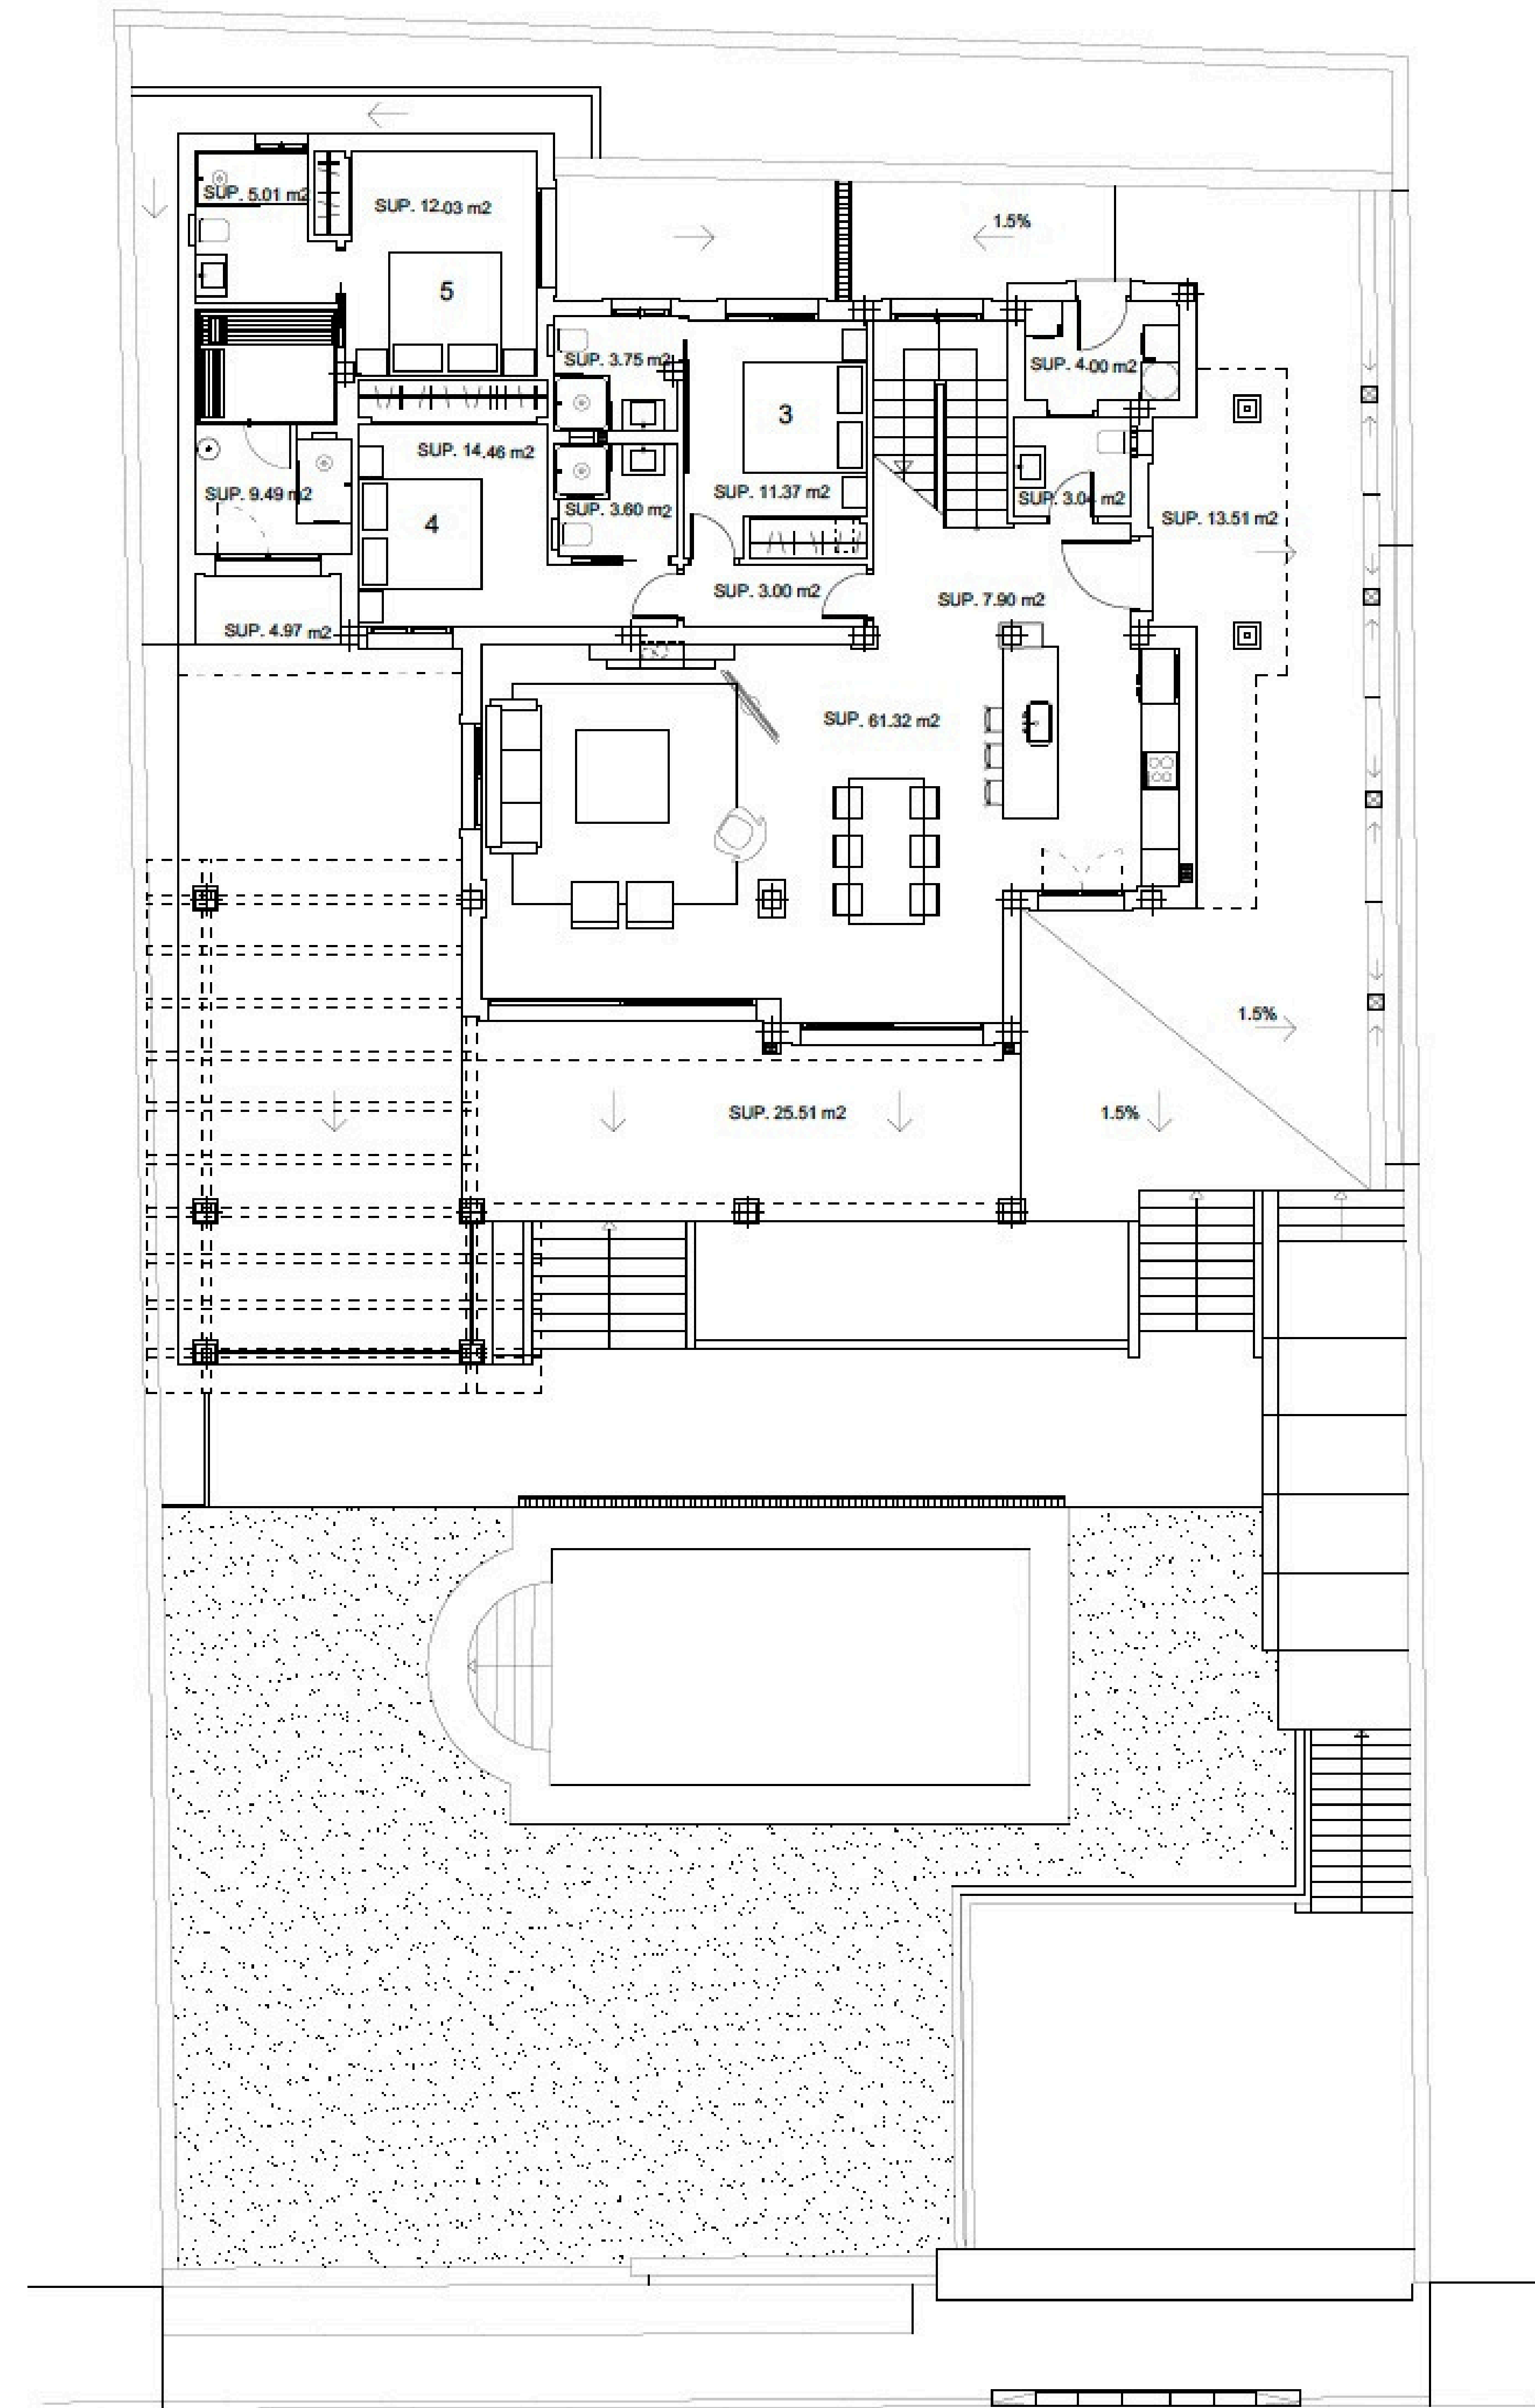 SUP. 5.01 m2
SUP. 12.03 m2
1.5%
5
SUP. 3.75 m2
SUP. 4.00 m2
3
SUP. 14.46 m2
SUP. 9.49 m2
SUP. 11.37 m2
SUP. 3.04 m2
4
SUP. 3.60 m2
SUP. 13.51 m2
SUP. 3.00 m2
SUP. 7.90 m2
SUP. 4.97 m2
SUP. 61.32 m2
1.5%
SUP. 25.51 m2
1.5%